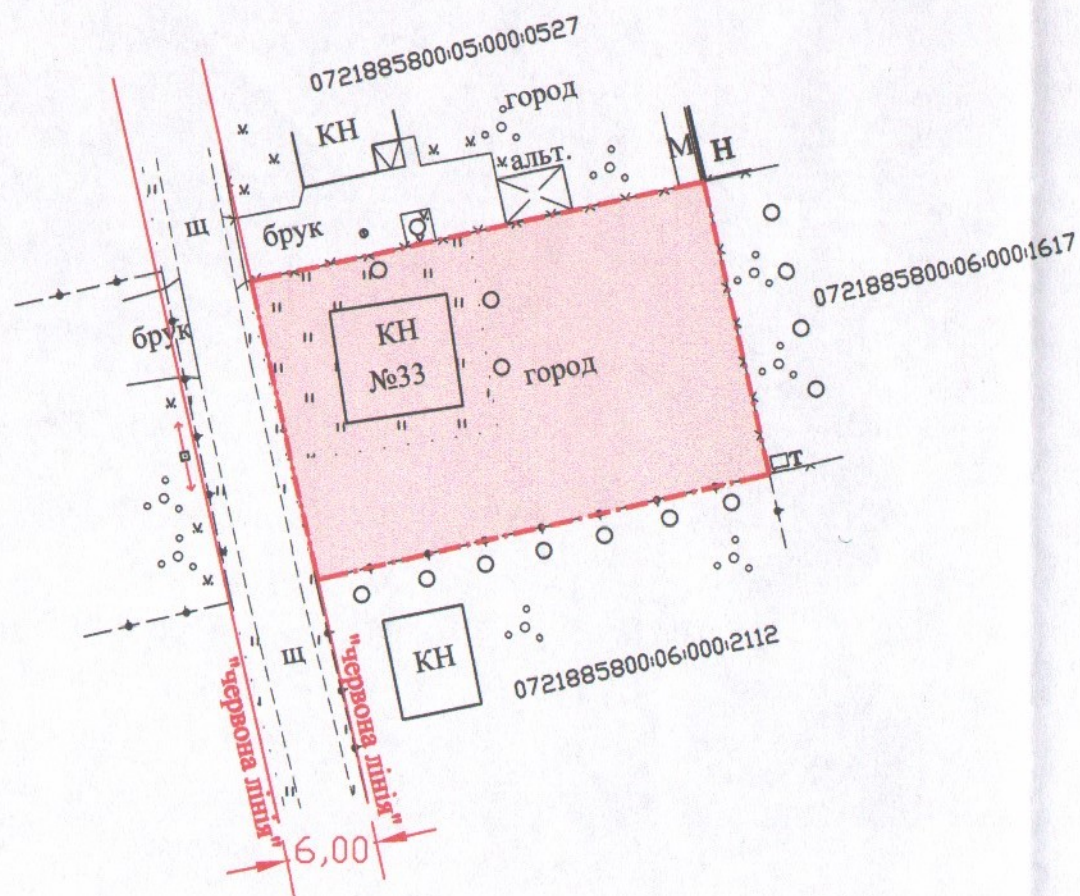 0721885800:05:000:0527
город
КН
альт.
М Н
щ
брук
0721885800:06:000:1617
брук
КН
№33
город
т
щ
КН
0721885800:06:000:2112
"червона лінія"
"червона лінія"
6,00